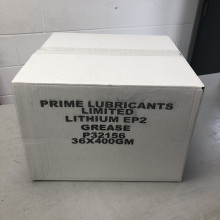 PRIME LUBRICANTS
LIMITED
LITHIUM EP2
GREASE
P32156
36X400GM